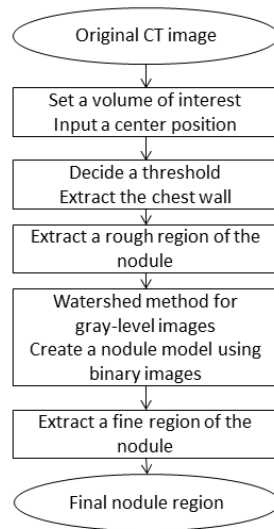 Original CT image
Set a volume of interest
Input a center position
Decide a threshold
Extract the chest wall
Extract a rough region of the
nodule
Watershed method for
gray-level images
Create a nodule model using
binary images
Extract a fine region of the
nodule
Final nodule region